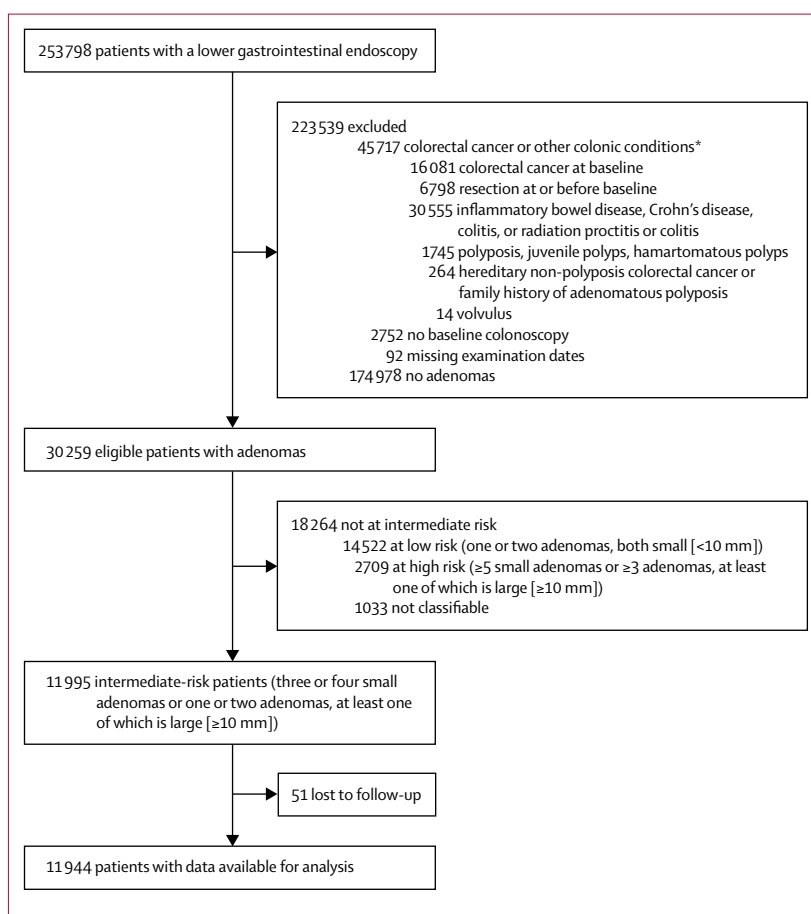 253798 patients with a lower gastrointestinal endoscopy
223539 excluded
45717 colorectal cancer or other colonic conditions*
16081 colorectal cancer at baseline
6798 resection at or before baseline
30555 inflammatory bowel disease, Crohn's disease,
colitis, or radiation proctitis or colitis
1745 polyposis, juvenile polyps, hamartomatous polyps
264 hereditary non-polyposis colorectal cancer or
family history of adenomatous polyposis
14 volvulus
2752 no baseline colonoscopy
92 missing examination dates
174978 no adenomas
30259 eligible patients with adenomas
18264 not at intermediate risk
14522 at low risk (one or two adenomas, both small [<10 mm])
2709 at high risk (≥5 small adenomas or ≥3 adenomas, at least
one of which is large [≥10 mm])
1033 not classifiable
11995 intermediate-risk patients (three or four small
adenomas or one or two adenomas, at least one
of which is large [≥10 mm])
51 lost to follow-up
11944 patients with data available for analysis